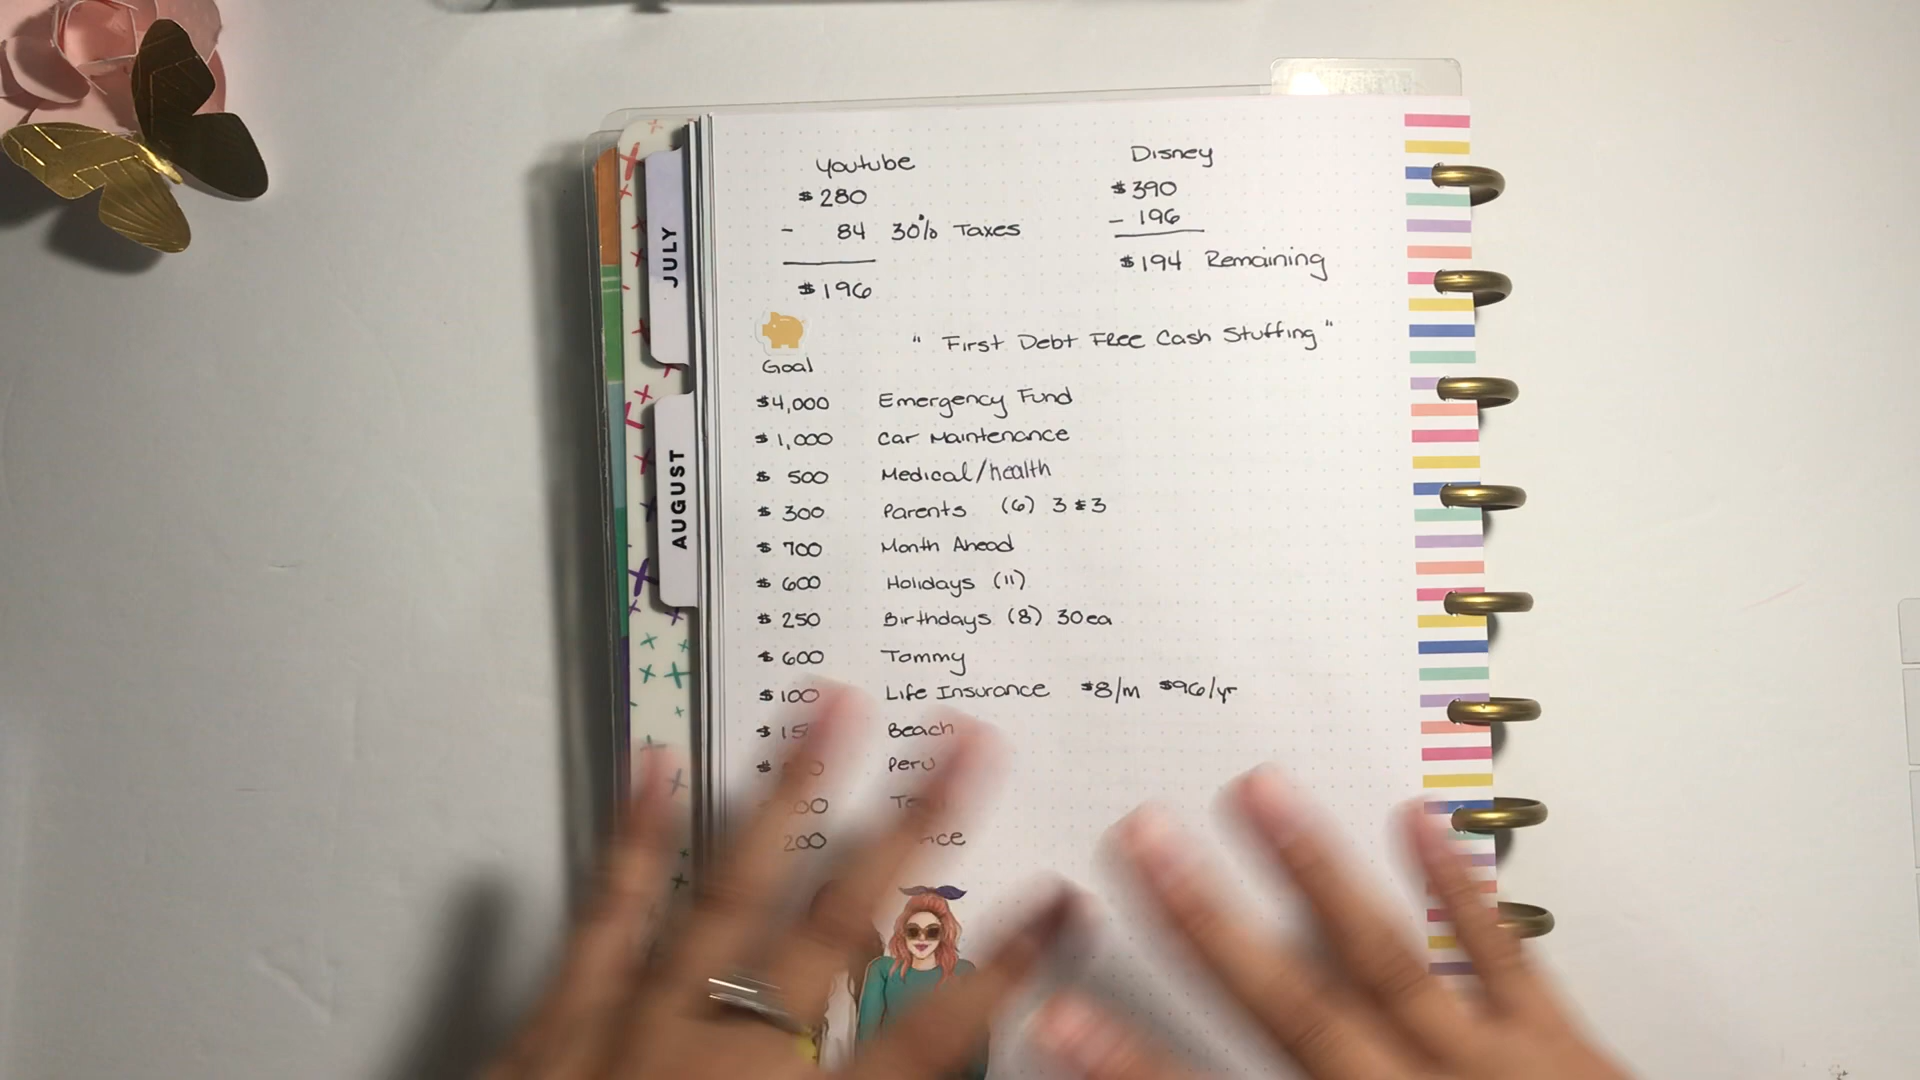 JULY
AUGUST
Youtube
$280
- 84 30% Taxes
$196
Disney
$390
- 196
$194 Remaining
" First Debt Free Cash Stuffing "
Goal
$4,000 Emergency Fund
$1,000 Car Maintenance
$ 500 Medical/health
$ 300 Parents (6) 3 & 3
$ 700 Month Ahead
$ 600 Holidays (11)
$ 250 Birthdays (8) 30ea
$ 600 Tommy
$ 100 Life Insurance $8/m $96/yr
Beach
Peru
200